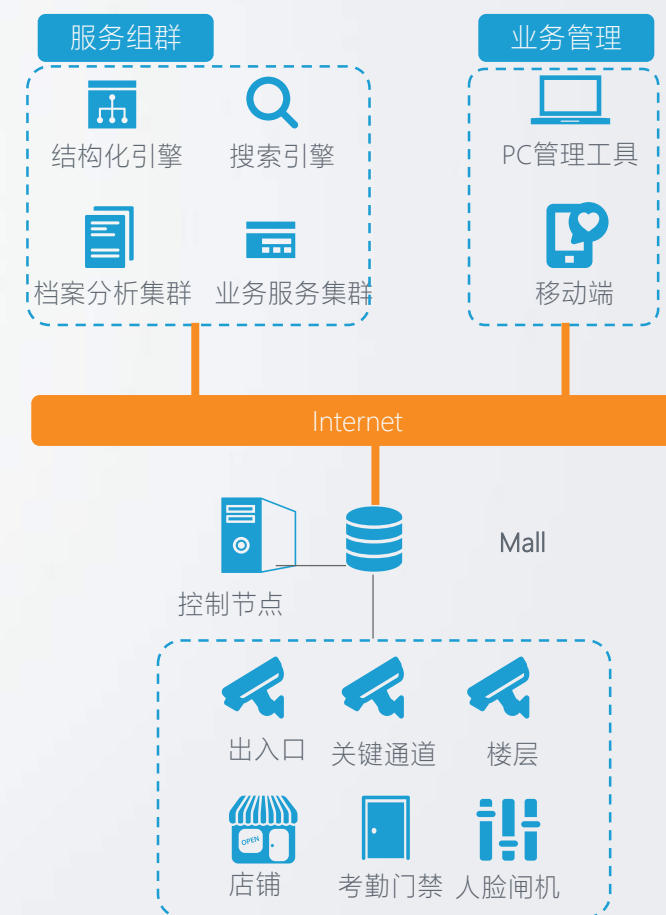 服务组群
业务管理
结构化引擎
搜索引擎
PC管理工具
档案分析集群
业务服务集群
移动端
Internet
Mall
控制节点
出入口
关键通道
楼层
OPEN
店铺
考勤门禁
人脸闸机